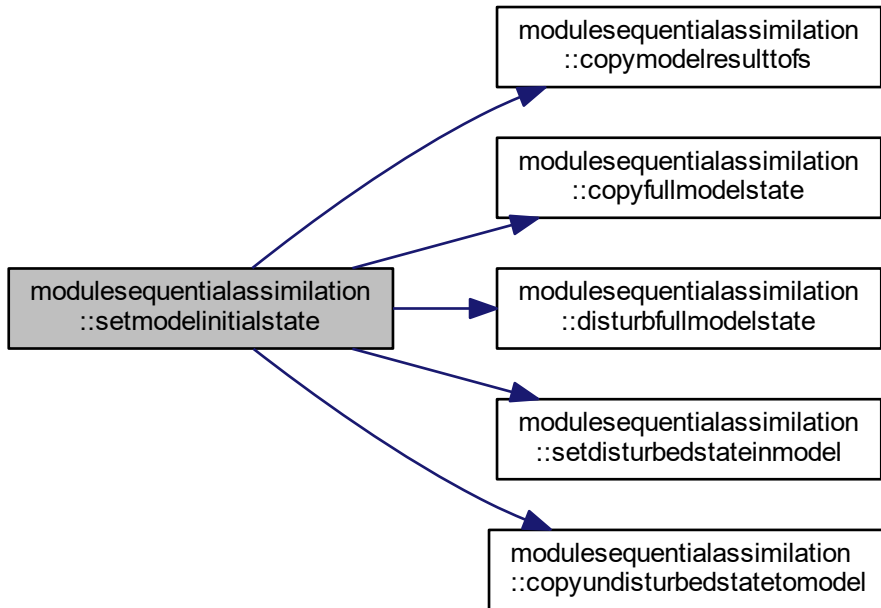 modulesequentialassimilation
::copymodelresulttofs
modulesequentialassimilation
::copyfullmodelstate
modulesequentialassimilation
::setmodelinitialstate
modulesequentialassimilation
::disturbfullmodelstate
modulesequentialassimilation
::setdisturbedstateinmodel
modulesequentialassimilation
::copyundisturbedstatetomodel